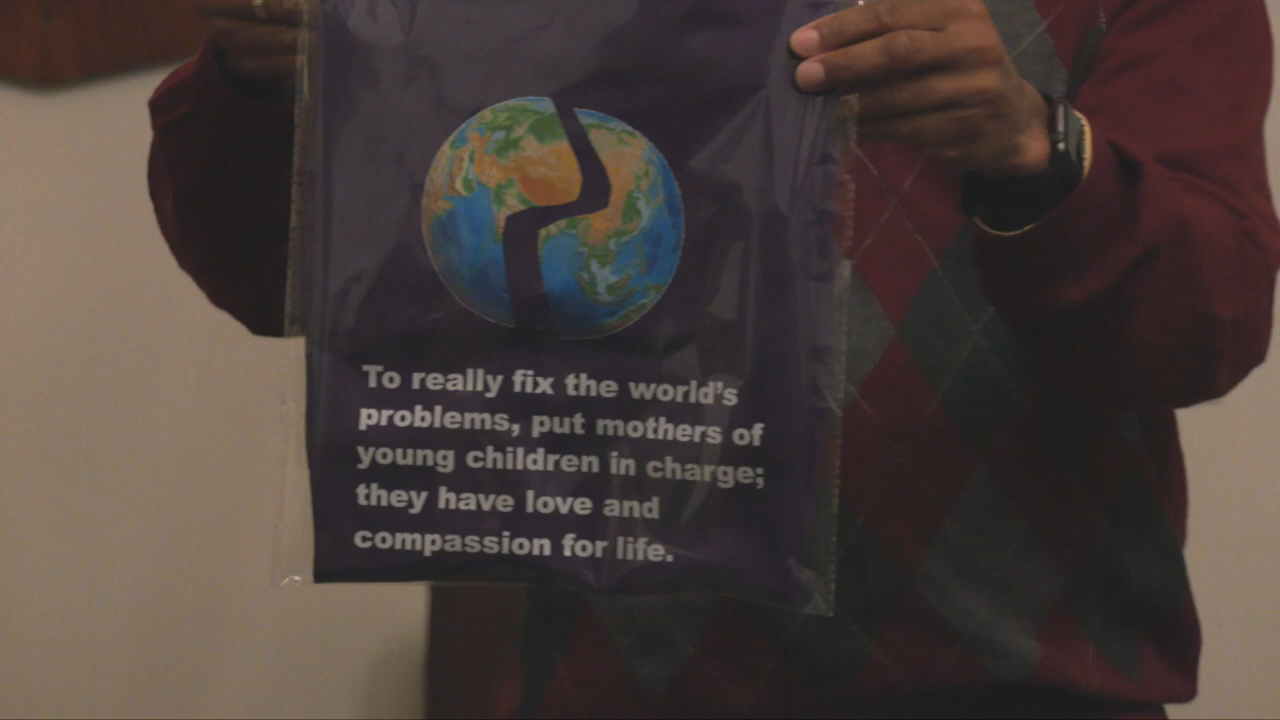 To really fix the world's
problems, put mothers of
young children in charge;
they have love and
compassion for life.